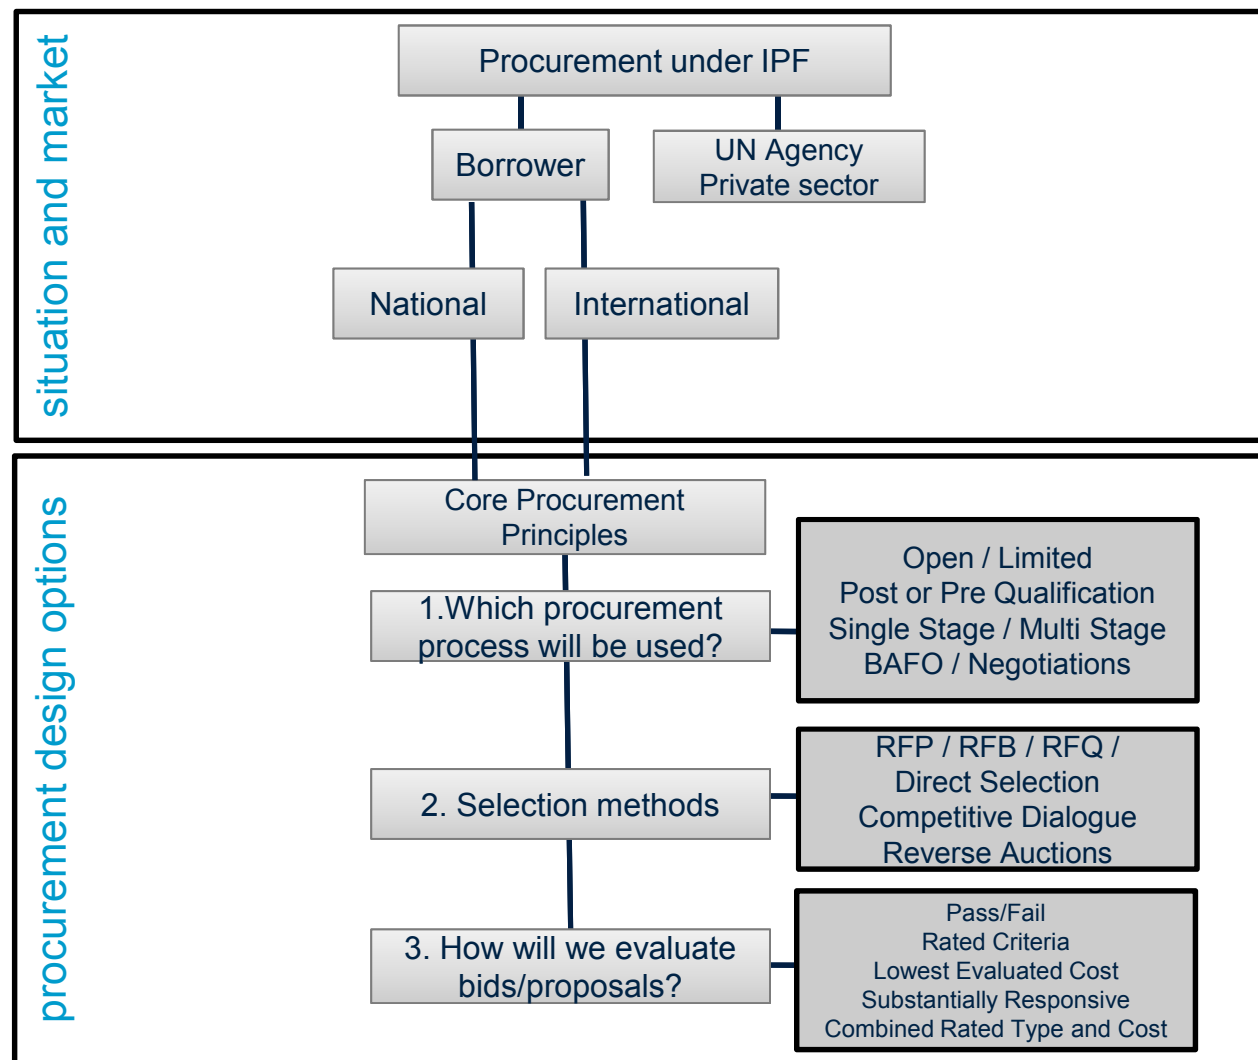 situation and market
Procurement under IPF
Borrower
UN Agency
Private sector
National
International
procurement design options
Core Procurement
Principles
1.Which procurement
process will be used?
Open / Limited
Post or Pre Qualification
Single Stage / Multi Stage
BAFO / Negotiations
2. Selection methods
RFP / RFB / RFQ /
Direct Selection
Competitive Dialogue
Reverse Auctions
3. How will we evaluate
bids/proposals?
Pass/Fail
Rated Criteria
Lowest Evaluated Cost
Substantially Responsive
Combined Rated Type and Cost